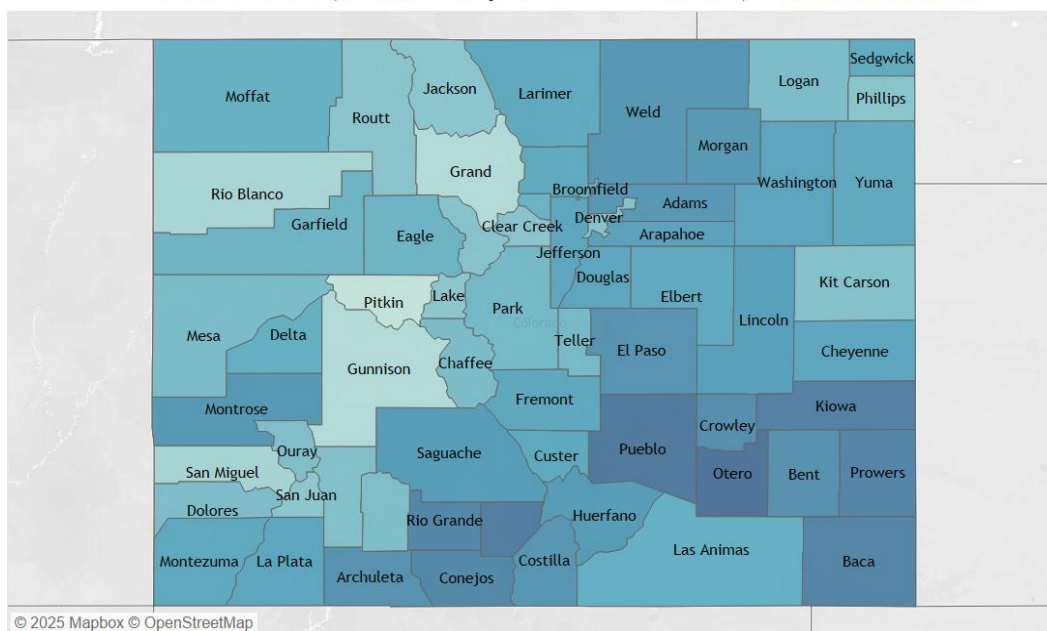 Sedgwick
Moffat
Jackson
Larimer
Logan
Phillips
Routt
Weld
Morgan
Grand
Rio Blanco
Washington
Yuma
Broomfield
Adams
Garfield
Clear Creek
Denver
Eagle
Arapahoe
Jefferson
Douglas
Elbert
Kit Carson
Pitkin
Lake
Park
Lincoln
Colorado
Mesa
Delta
Teller
El Paso
Cheyenne
Gunnison
Chaffee
Montrose
Fremont
Kiowa
Crowley
Ouray
Saguache
Custer
Pueblo
San Miguel
Otero
Bent
Prowers
San Juan
Dolores
Rio Grande
Huerfano
Montezuma
La Plata
Las Animas
Costilla
Archuleta
Conejos
Baca
© 2025 Mapbox © OpenStreetMap